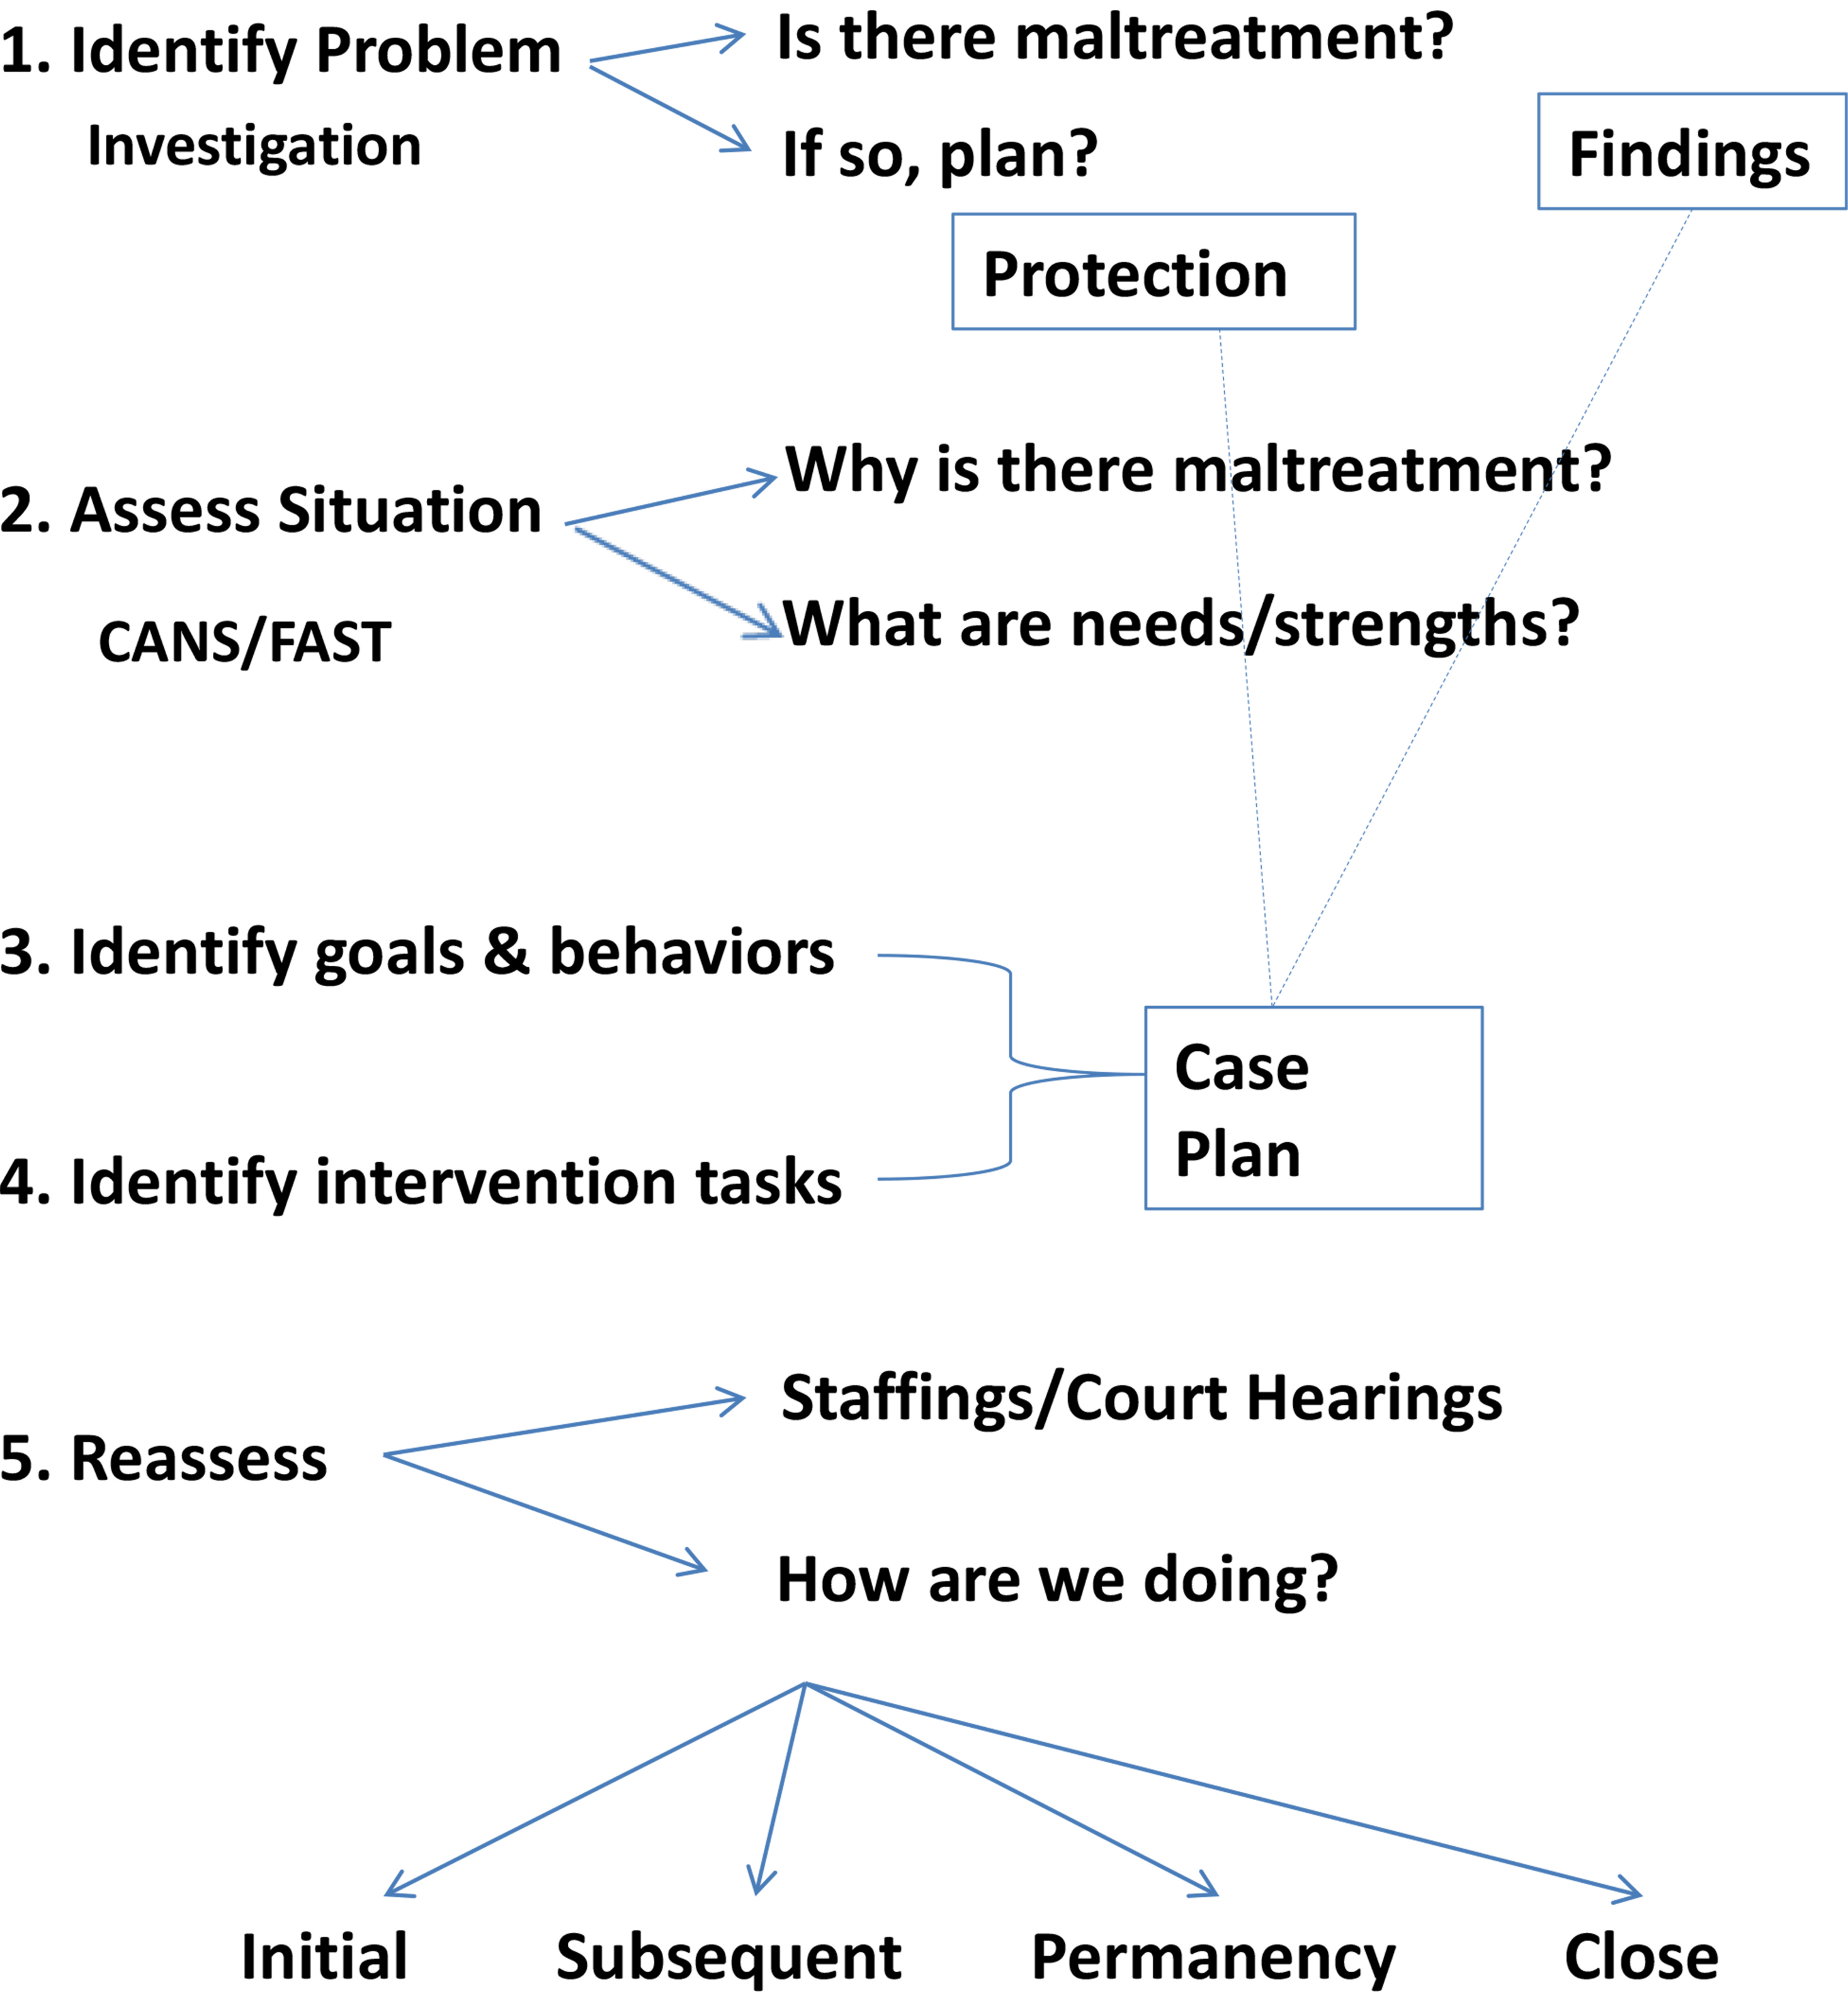 1. Identify Problem
Is there maltreatment?
Investigation
If so, plan?
Findings
Protection
2. Assess Situation
Why is there maltreatment?
CANS/FAST
What are needs/strengths?
3. Identify goals & behaviors
Case
Plan
4. Identify intervention tasks
5. Reassess
Staffings/Court Hearings
How are we doing?
Initial
Subsequent
Permanency
Close